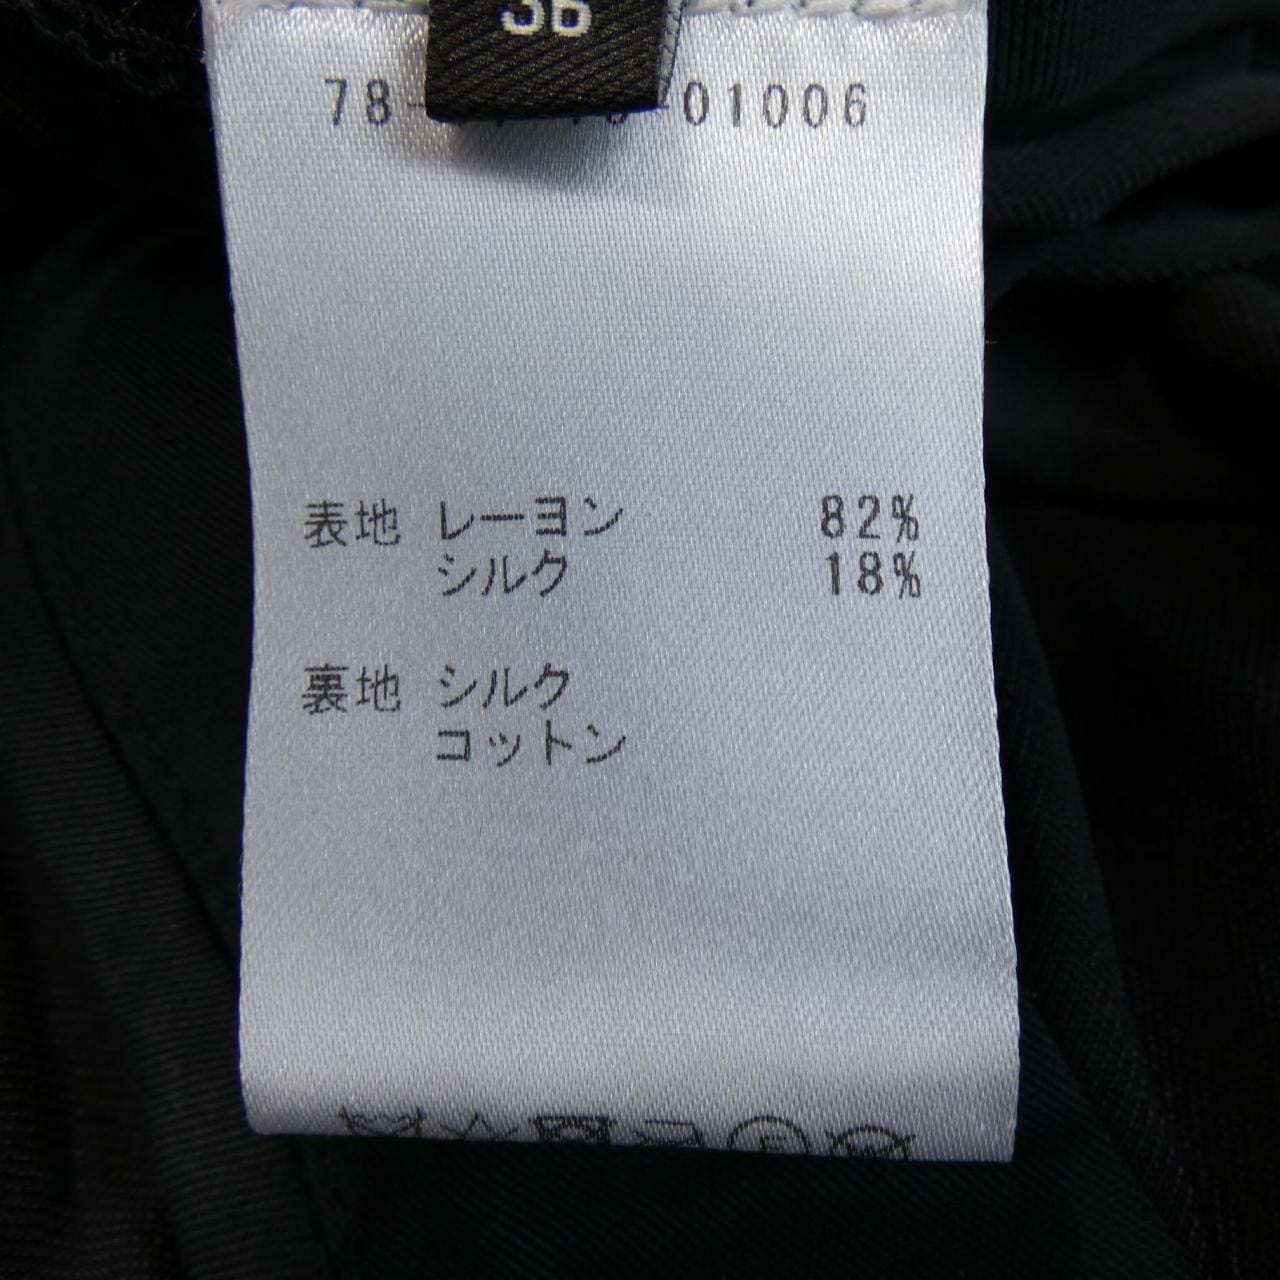 36
78- -01006
表地 レーヨン 82%
シルク 18%
裏地 シルク
コットン